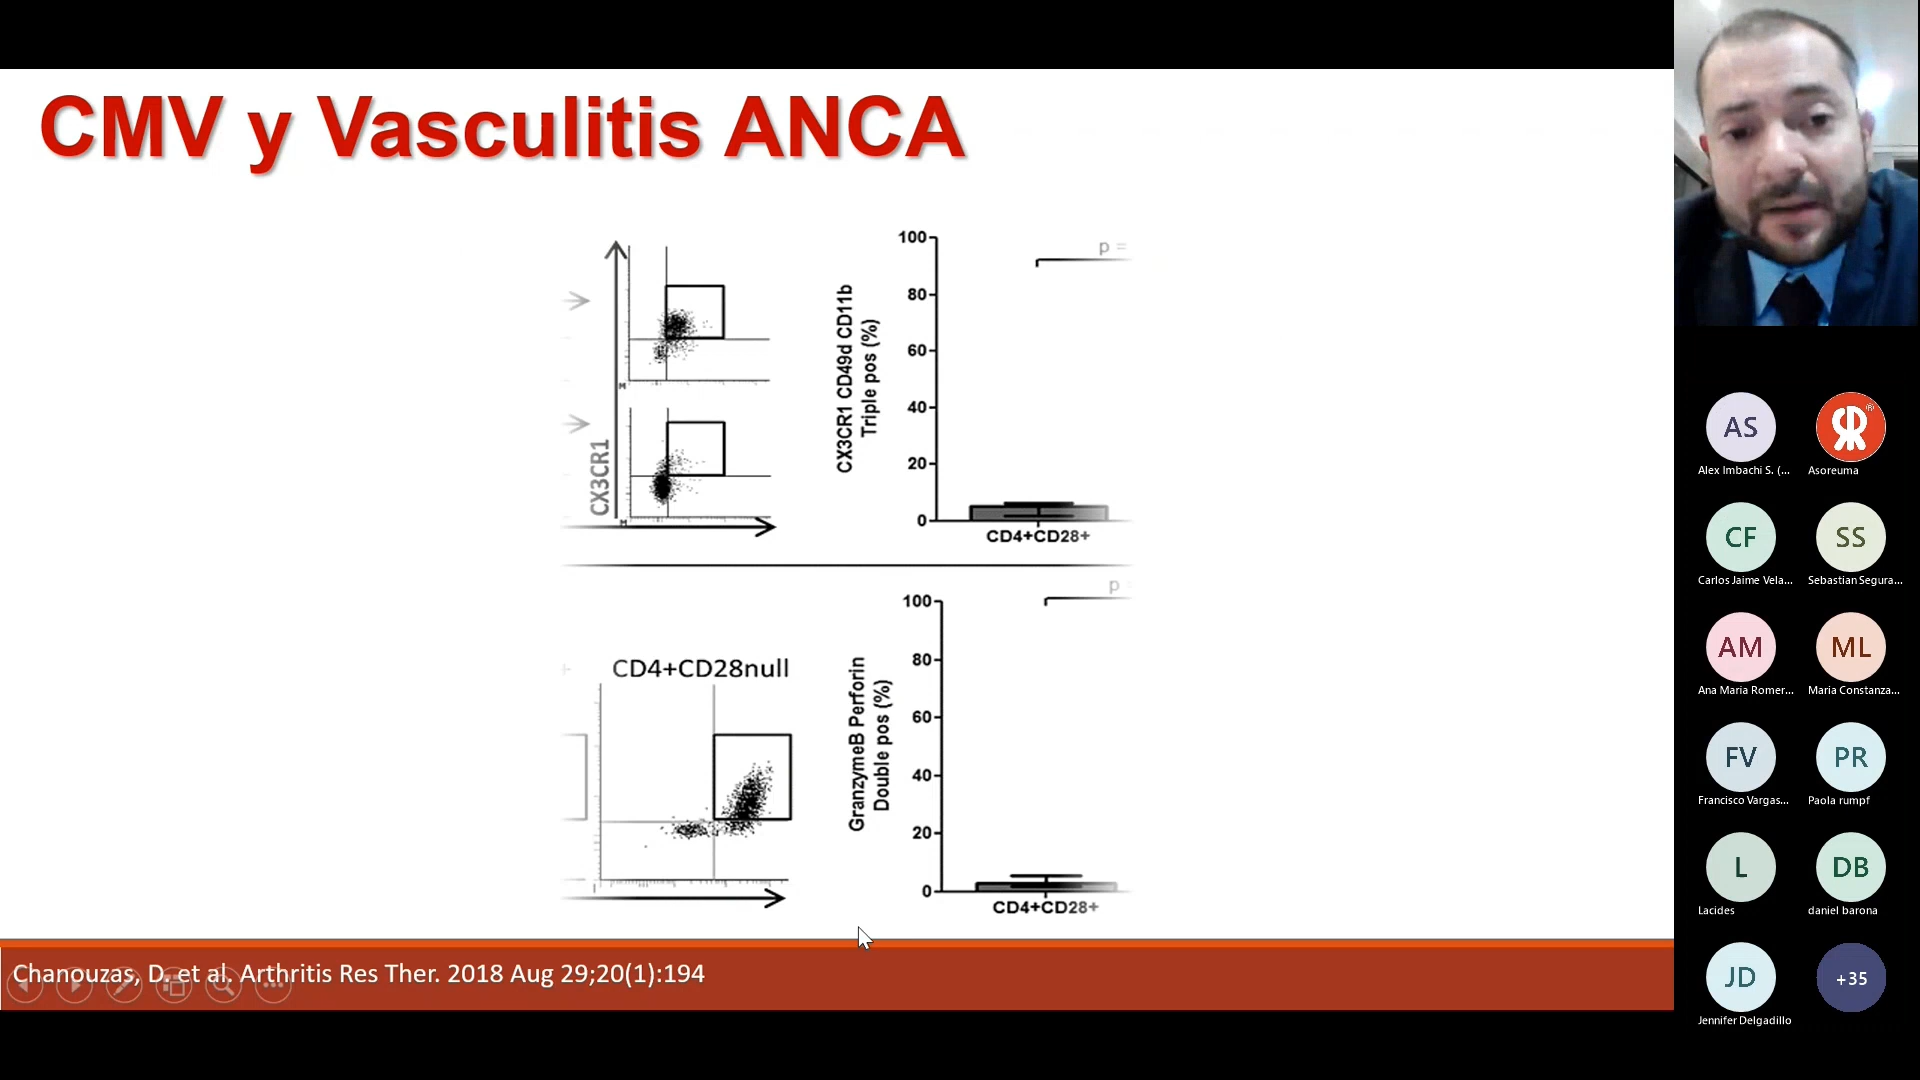 CMV y Vasculitis ANCA
CX3CR1
CX3CR1 CD49d CD11b
Triple pos (%)
100
80
60
40
20
0
p =
CD4+CD28+
CD4+CD28null
GranzymeB Perforin
Double pos (%)
100
80
60
40
20
0
p
CD4+CD28+
Chanouzas, D. et al. Arthritis Res Ther. 2018 Aug 29;20(1):194
AS
Alex Imbachi S. (...
Asoreuma
CF
Carlos Jaime Vela...
SS
Sebastian Segura...
AM
Ana Maria Romer...
ML
Maria Constanza...
FV
Francisco Vargas...
PR
Paola rumpf
L
Lacides
DB
daniel barona
JD
Jennifer Delgadillo
+35